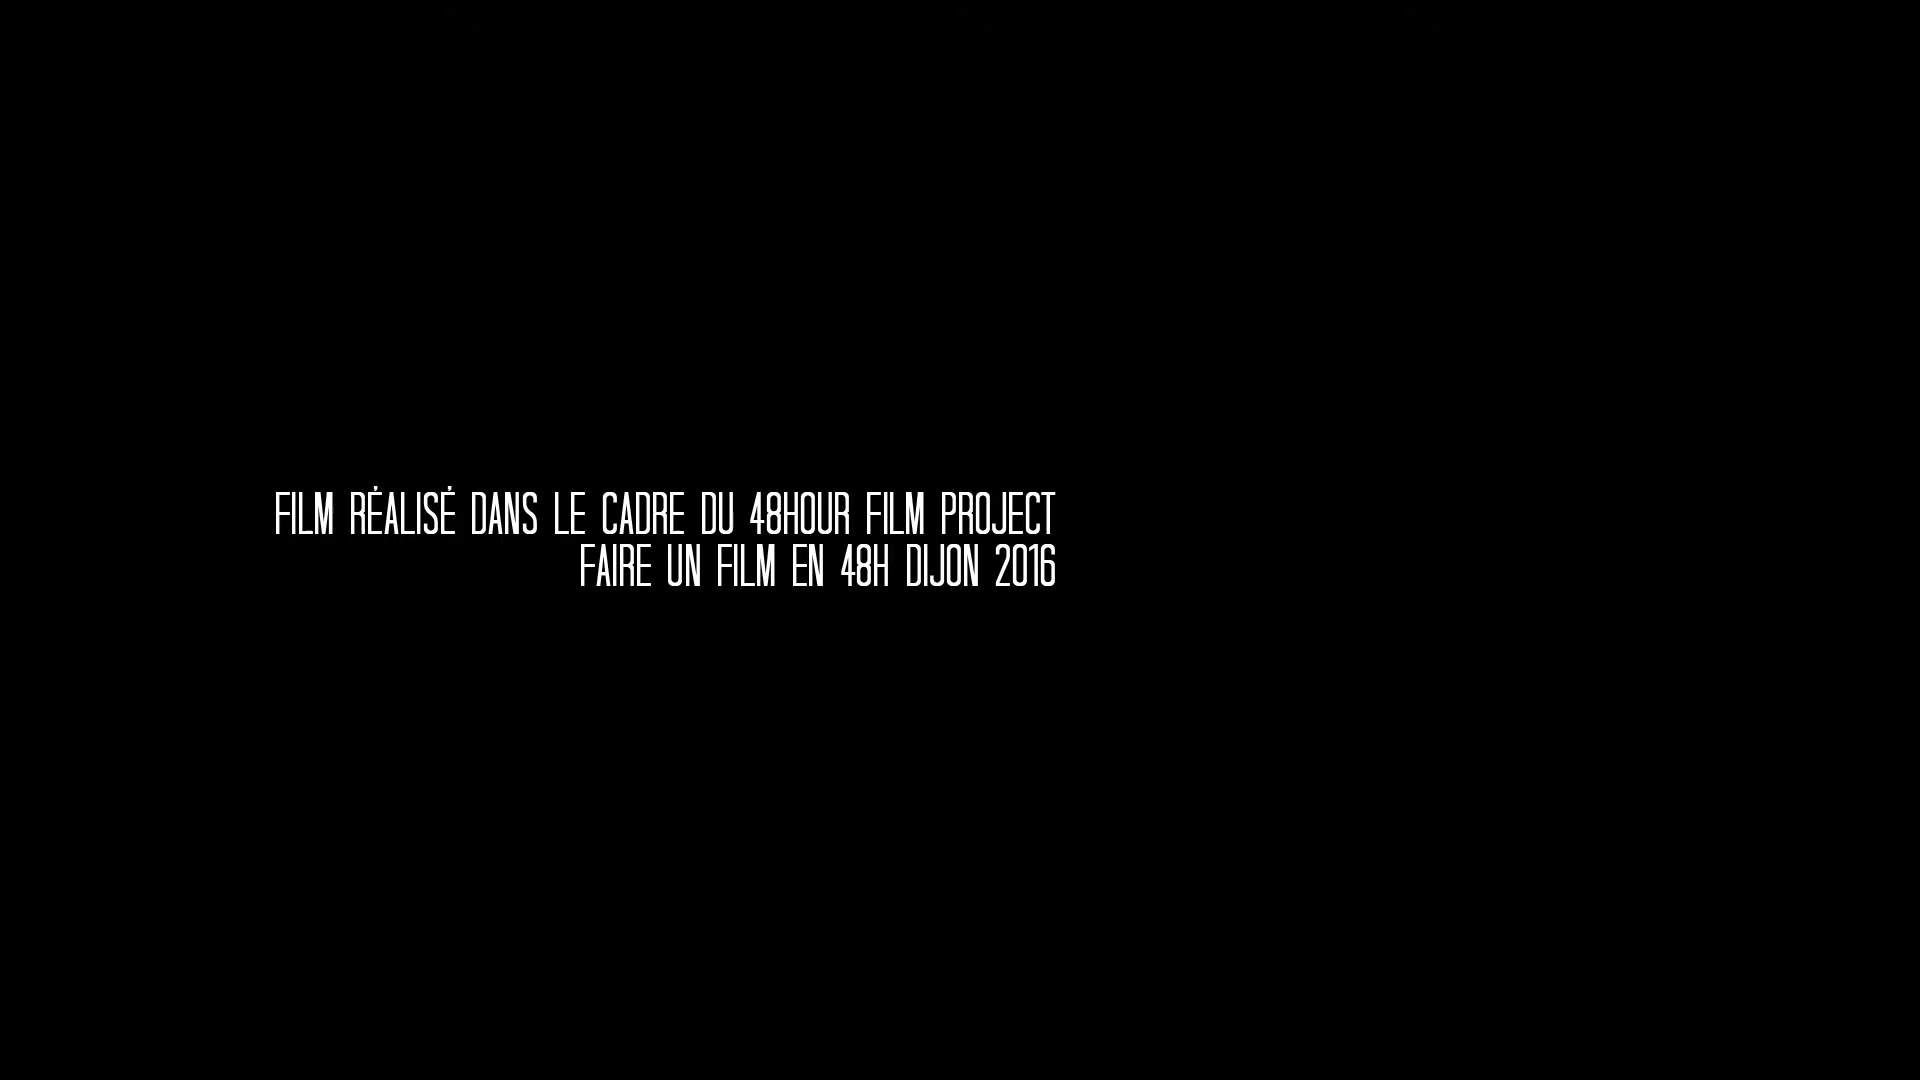 FILM RÉALISÉ DANS LE CADRE DU 48HOUR FILM PROJECT
FAIRE UN FILM EN 48H DIJON 2016